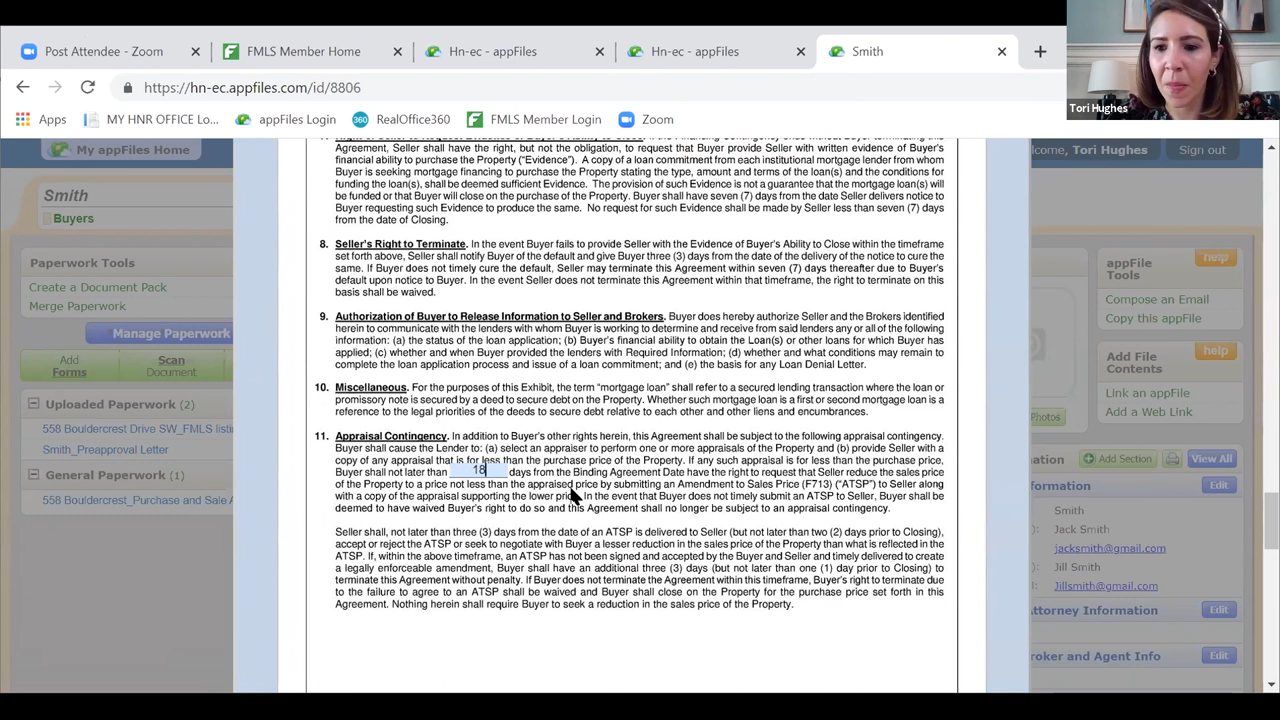 Post Attendee - Zoom
FMLS Member Home
Hn-ec - appFiles
Hn-ec - appFiles
Smith
Tori Hughes
https://hn-ec.appfiles.com/id/8806
Apps
MY HNR OFFICE Lo...
appFiles Login
RealOffice360
FMLS Member Login
Zoom
My appFiles Home
lcome, Tori Hughes
Sign out
Smith
Buyers
Paperwork Tools
Create a Document Pack
Merge Paperwork
Manage Paperwork
Add Forms
Scan Document
Uploaded Paperwork (2)
558 Bouldercrest Drive SW_FMLS listi
Smith_Preapproval Letter
General Paperwork (1)
558 Bouldercrest_Purchase and Sale A
Agreement, Seller shall have the right, but not the obligation, to request that Buyer provide Seller with written evidence of Buyer's
financial ability to purchase the Property ("Evidence"). A copy of a loan commitment from each institutional mortgage lender from whom
Buyer is seeking mortgage financing to purchase the Property stating the type, amount and terms of the loan(s) and the conditions for
funding the loan(s), shall be deemed sufficient Evidence. The provision of such Evidence is not a guarantee that the mortgage loan(s) will
be funded or that Buyer will close on the purchase of the Property. Buyer shall have seven (7) days from the date Seller delivers notice to
Buyer requesting such Evidence to produce the same. No request for such Evidence shall be made by Seller less than seven (7) days
from the date of Closing.
8. Seller's Right to Terminate. In the event Buyer fails to provide Seller with the Evidence of Buyer's Ability to Close within the timeframe
set forth above, Seller shall notify Buyer of the default and give Buyer three (3) days from the date of the delivery of the notice to cure the
same. If Buyer does not timely cure the default, Seller may terminate this Agreement within seven (7) days thereafter due to Buyer's
default upon notice to Buyer. In the event Seller does not terminate this Agreement within that timeframe, the right to terminate on this
basis shall be waived.
9. Authorization of Buyer to Release Information to Seller and Brokers. Buyer does hereby authorize Seller and the Brokers identified
herein to communicate with the lenders with whom Buyer is working to determine and receive from said lenders any or all of the following
information: (a) the status of the loan application; (b) Buyer's financial ability to obtain the Loan(s) or other loans for which Buyer has
applied; (c) whether and when Buyer provided the lenders with Required Information; (d) whether and what conditions may remain to
complete the loan application process and issue of a loan commitment; and (e) the basis for any Loan Denial Letter.
10. Miscellaneous. For the purposes of this Exhibit, the term "mortgage loan" shall refer to a secured lending transaction where the loan or
promissory note is secured by a deed to secure debt on the Property. Whether such mortgage loan is a first or second mortgage loan is a
reference to the legal priorities of the deeds to secure debt relative to each other and other liens and encumbrances.
11. Appraisal Contingency. In addition to Buyer's other rights herein, this Agreement shall be subject to the following appraisal contingency.
Buyer shall cause the Lender to: (a) select an appraiser to perform one or more appraisals of the Property and (b) provide Seller with a
copy of any appraisal that is for less than the purchase price of the Property. If any such appraisal is for less than the purchase price,
Buyer shall not later than 18 days from the Binding Agreement Date have the right to request that Seller reduce the sales price
of the Property to a price not less than the appraised price by submitting an Amendment to Sales Price (F713) ("ATSP") to Seller along
with a copy of the appraisal supporting the lower price. In the event that Buyer does not timely submit an ATSP to Seller, Buyer shall be
deemed to have waived Buyer's right to do so and this Agreement shall no longer be subject to an appraisal contingency.
Seller shall, not later than three (3) days from the date of an ATSP is delivered to Seller (but not later than two (2) days prior to Closing),
accept or reject the ATSP or seek to negotiate with Buyer a lesser reduction in the sales price of the Property than what is reflected in the
ATSP. If, within the above timeframe, an ATSP has not been signed and accepted by the Buyer and Seller and timely delivered to create
a legally enforceable amendment, Buyer shall have an additional three (3) days (but not later than one (1) day prior to Closing) to
terminate this Agreement without penalty. If Buyer does not terminate the Agreement within this timeframe, Buyer's right to terminate due
to the failure to agree to an ATSP shall be waived and Buyer shall close on the Property for the purchase price set forth in this
Agreement. Nothing herein shall require Buyer to seek a reduction in the sales price of the Property.
appFile Tools
help
Compose an Email
Copy this appFile
Add File Contents
help
Link an appFile
Add a Web Link
Photos
mation
Add Section
View All
nformation
Edit
Smith
Jack Smith
jacksmith@gmail.com
Jill Smith
Jillsmith@gmail.com
ttorney Information
Edit
roker and Agent Info
Edit